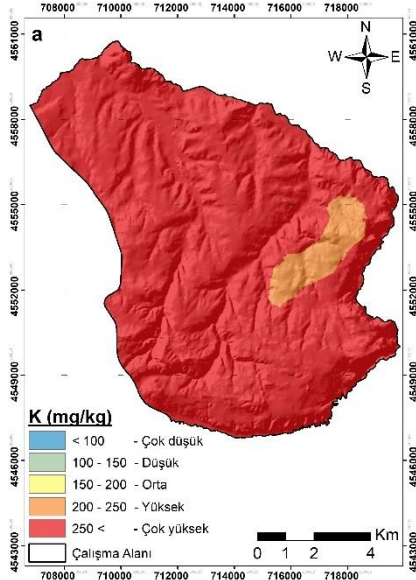 708000 710000 712000 714000 716000 718000
a
N
W E
S
4561000
4558000
4555000
4552000
4549000
4546000
4543000
4561000
4558000
4555000
4552000
4549000
4546000
4543000
K (mg/kg)
< 100 - Çok düşük
100 - 150 - Düşük
150 - 200 - Orta
200 - 250 - Yüksek
250 < - Çok yüksek
Çalışma Alanı
Km
0 1 2 4
708000 710000 712000 714000 716000 718000